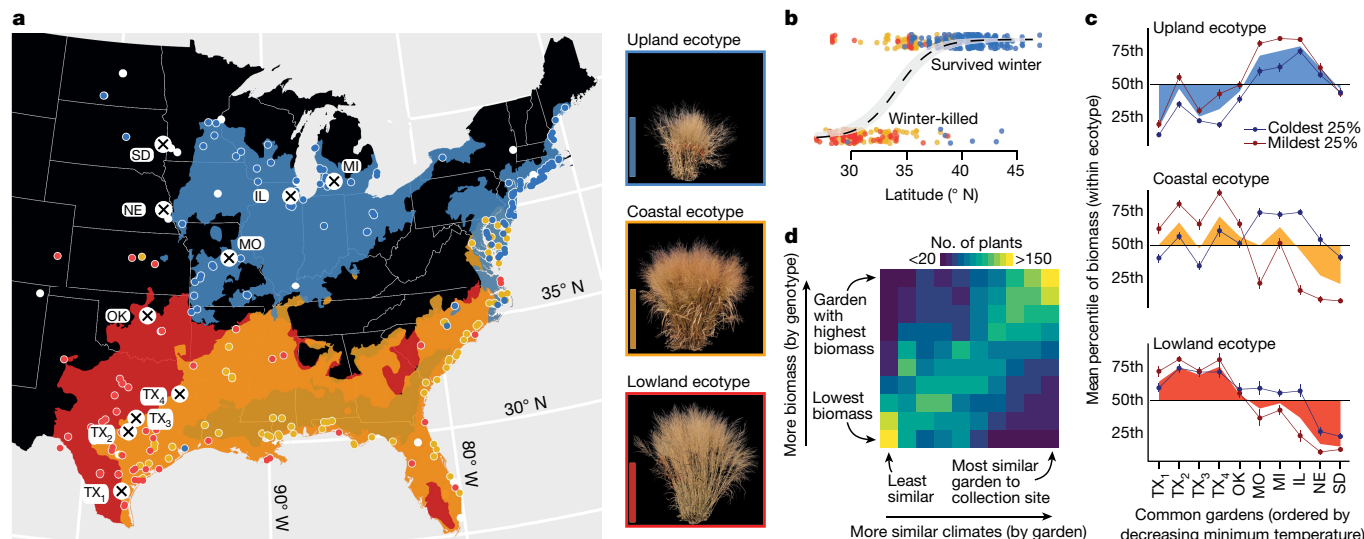 a
SD
NE
MI
IL
MO
OK
TX4
TX3
TX2
TX1
35° N
30° N
80° W
90° W
Upland ecotype
Coastal ecotype
Lowland ecotype
b
Survived winter
Winter-killed
30
35
40
45
Latitude (° N)
d
No. of plants
<20
>150
More biomass (by genotype)
Garden
with
highest
biomass
Lowest
biomass
Least
similar
Most similar
garden to
collection site
More similar climates (by garden)
c
Mean percentile of biomass (within ecotype)
Upland ecotype
75th
50th
25th
Coldest 25%
Mildest 25%
Coastal ecotype
75th
50th
25th
Lowland ecotype
75th
50th
25th
TX1
TX2
TX3
TX4
OK
MO
MI
IL
NE
SD
Common gardens (ordered by
decreasing minimum temperature)